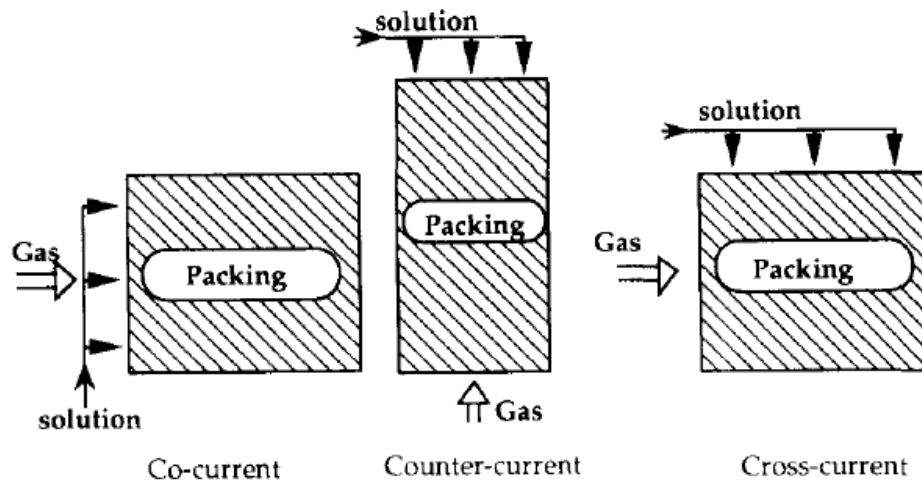 Gas
Packing
solution
Co-current
solution
Packing
Gas
Counter-current
solution
Gas
Packing
Cross-current